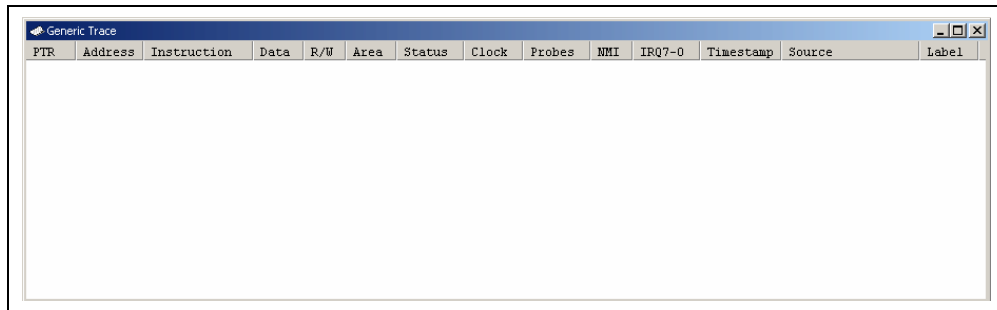 Generic Trace
PTR Address Instruction Data R/W Area Status Clock Probes NMI IRQ7-0 Timestamp Source Label